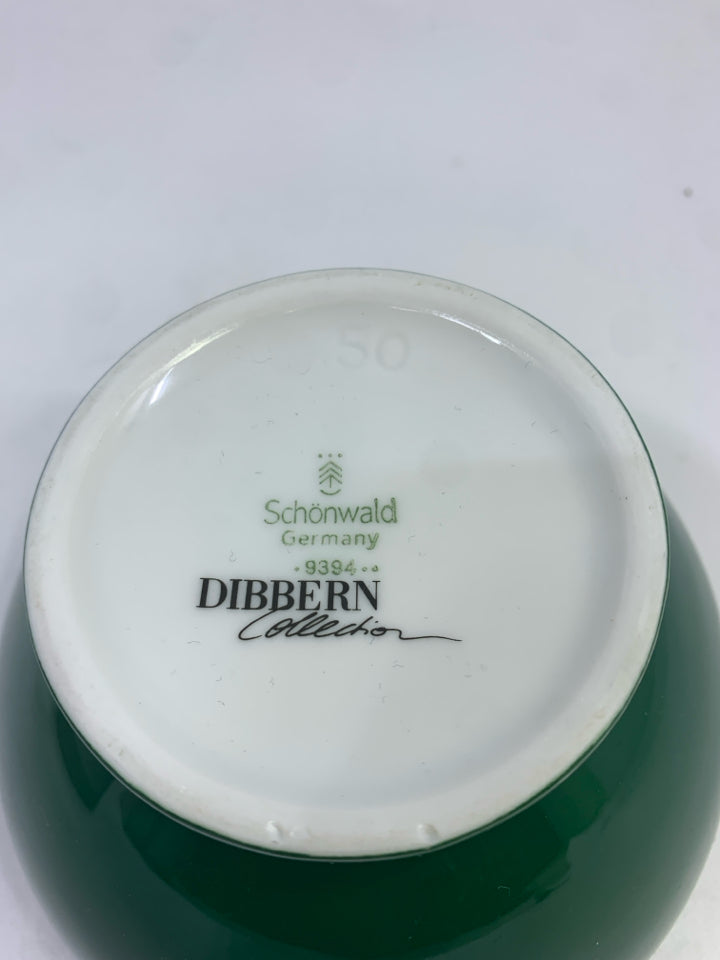 50
Schönwald
Germany
·9394··
DIBBERN
Collection